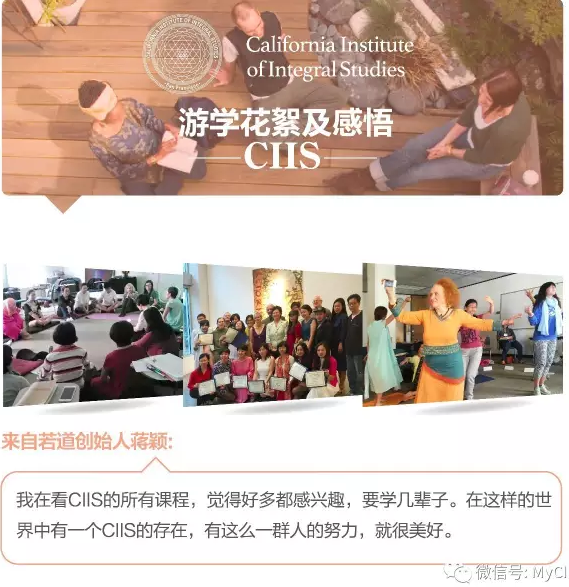 California Institute
of Integral Studies
游学花絮及感悟
CIIS
来自若道创始人蒋颖:
我在看CIIS的所有课程，觉得好多都感兴趣，要学几辈子。在这样的世
界中有一个CIIS的存在，有这么一群人的努力，就很美好。
微信号: MyCI